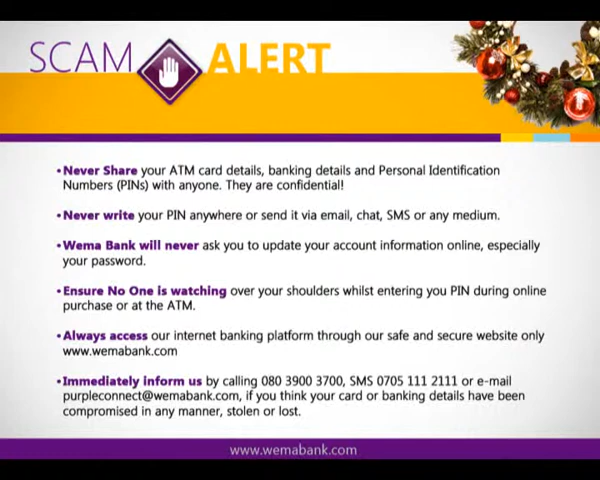 SCAM ALERT
•Never Share your ATM card details, banking details and Personal Identification
Numbers (PINs) with anyone. They are confidential!
•Never write your PIN anywhere or send it via email, chat, SMS or any medium.
•Wema Bank will never ask you to update your account information online, especially
your password.
•Ensure No One is watching over your shoulders whilst entering you PIN during online
purchase or at the ATM.
•Always access our internet banking platform through our safe and secure website only
www.wemabank.com
•Immediately inform us by calling 080 3900 3700, SMS 0705 111 2111 or e-mail
purpleconnect@wemabank.com, if you think your card or banking details have been
compromised in any manner, stolen or lost.
www.wemabank.com